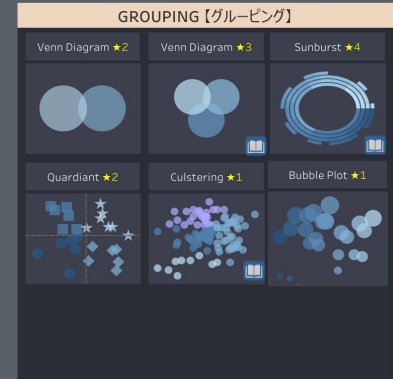 GROUPING【グルーピング】
Venn Diagram ★2
Venn Diagram ★3
Sunburst ★4
Quardiant ★2
Culstering ★1
Bubble Plot ★1